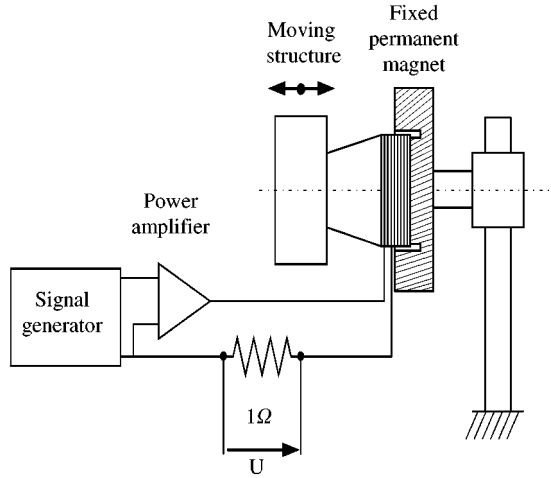 Fixed
permanent
magnet
Moving
structure
Power
amplifier
Signal
generator
1Ω
U